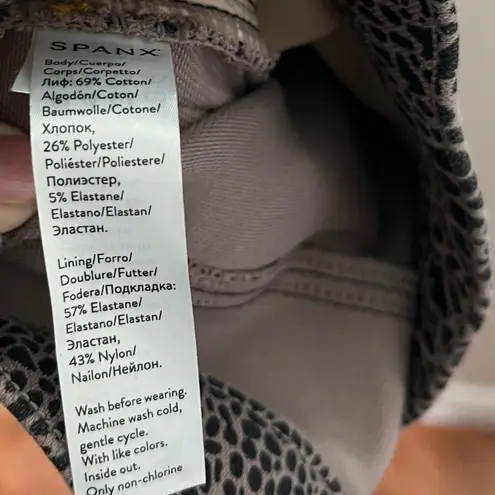 SPANX
Body/Cuerpo/
Corps/Corpetto/
Лиф: 69% Cotton/
Algodón/Coton/
Baumwolle/Cotone/
Хлопок,
26% Polyester/
Poliéster/Poliestere/
Полиэстер,
5% Elastane/
Elastano/Elastan/
Эластан.
Lining/Forro/
Doublure/Futter/
Fodera/Подкладка:
57% Elastane/
Elastano/Elastan/
Эластан,
43% Nylon/
Nailon/Нейлон.
Wash before wearing.
Machine wash cold,
gentle cycle.
With like colors.
Inside out.
Only non-chlorine